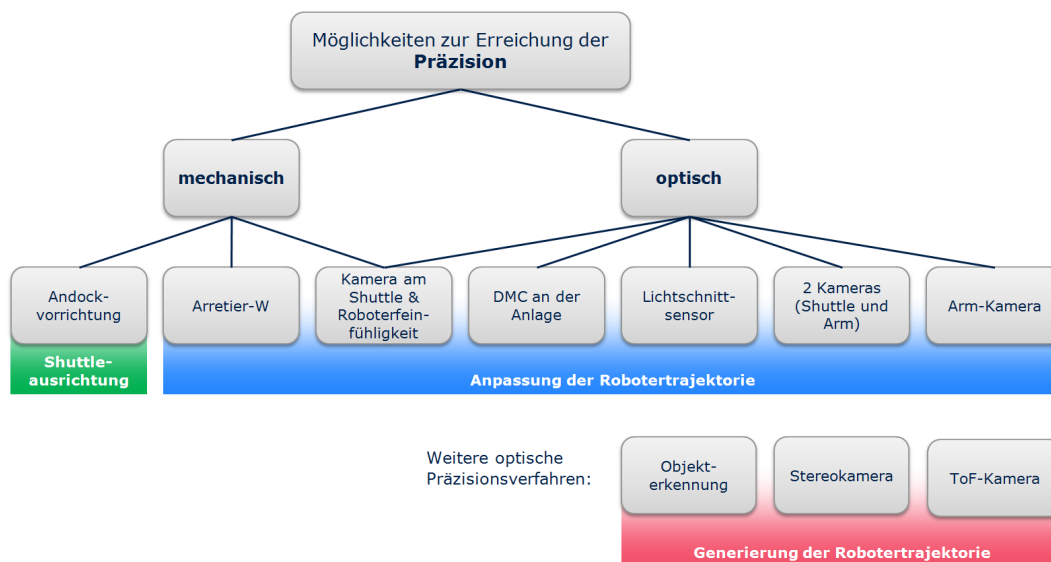 Möglichkeiten zur Erreichung der
Präzision
mechanisch
optisch
Andock-
vorrichtung
Arretier-W
Kamera am
Shuttle &
Roboterfein-
fühligkeit
DMC an der
Anlage
Lichtschnitt-
sensor
2 Kameras
(Shuttle und
Arm)
Arm-Kamera
Shuttle-
ausrichtung
Anpassung der Robotertrajektorie
Weitere optische
Präzisionsverfahren:
Objekt-
erkennung
Stereokamera
ToF-Kamera
Generierung der Robotertrajektorie